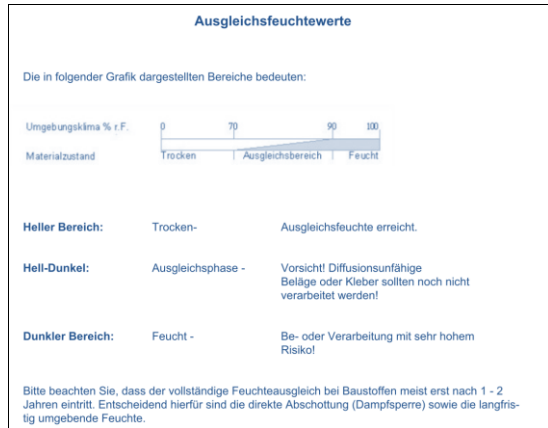 Ausgleichsfeuchtewerte
Die in folgender Grafik dargestellten Bereiche bedeuten:
Umgebungsklima % r.F. 0 70 90 100
Materialzustand Trocken Ausgleichsbereich Feucht
Heller Bereich: Trocken- Ausgleichsfeuchte erreicht.
Hell-Dunkel: Ausgleichsphase - Vorsicht! Diffusionsunfähige
Beläge oder Kleber sollten noch nicht
verarbeitet werden!
Dunkler Bereich: Feucht - Be- oder Verarbeitung mit sehr hohem
Risiko!
Bitte beachten Sie, dass der vollständige Feuchteausgleich bei Baustoffen meist erst nach 1 - 2
Jahren eintritt. Entscheidend hierfür sind die direkte Abschottung (Dampfsperre) sowie die langfris-
tig umgebende Feuchte.